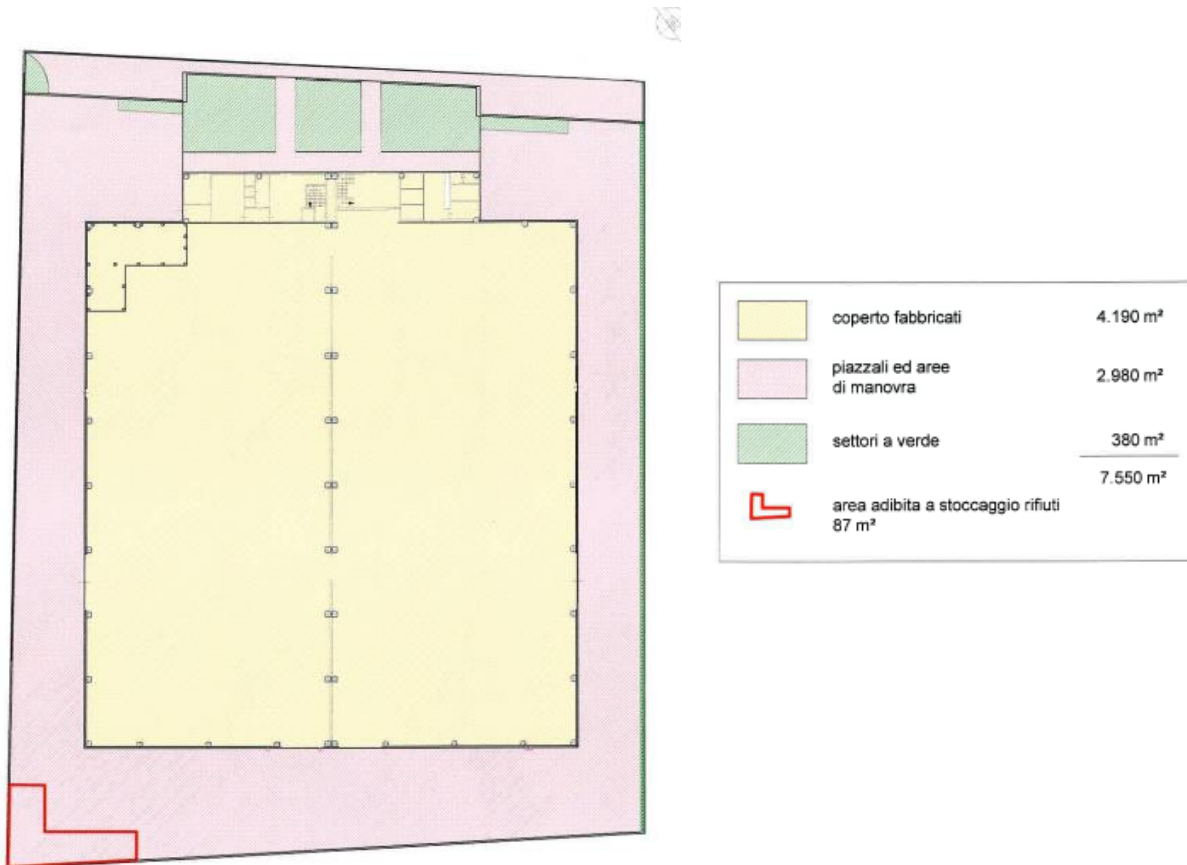 coperto fabbricati 4.190 m²
piazzali ed aree
di manovra 2.980 m²
settori a verde 380 m²
7.550 m²
area adibita a stoccaggio rifiuti
87 m²